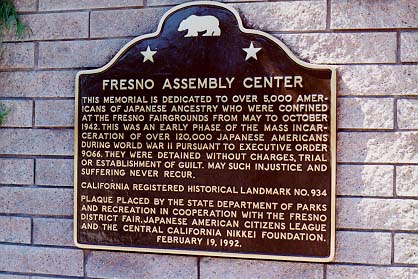 FRESNO ASSEMBLY CENTER
THIS MEMORIAL IS DEDICATED TO OVER 5,000 AMER-
ICANS OF JAPANESE ANCESTRY WHO WERE CONFINED
AT THE FRESNO FAIRGROUNDS FROM MAY TO OCTOBER
1942. THIS WAS AN EARLY PHASE OF THE MASS INCAR-
CERATION OF OVER 120,000 JAPANESE AMERICANS
DURING WORLD WAR II PURSUANT TO EXECUTIVE ORDER
9066. THEY WERE DETAINED WITHOUT CHARGES, TRIAL
OR ESTABLISHMENT OF GUILT. MAY SUCH INJUSTICE AND
SUFFERING NEVER RECUR.
CALIFORNIA REGISTERED HISTORICAL LANDMARK NO. 934
PLAQUE PLACED BY THE STATE DEPARTMENT OF PARKS
AND RECREATION IN COOPERATION WITH THE FRESNO
DISTRICT FAIR, JAPANESE AMERICAN CITIZENS LEAGUE
AND THE CENTRAL CALIFORNIA NIKKEI FOUNDATION.
FEBRUARY 19, 1992.